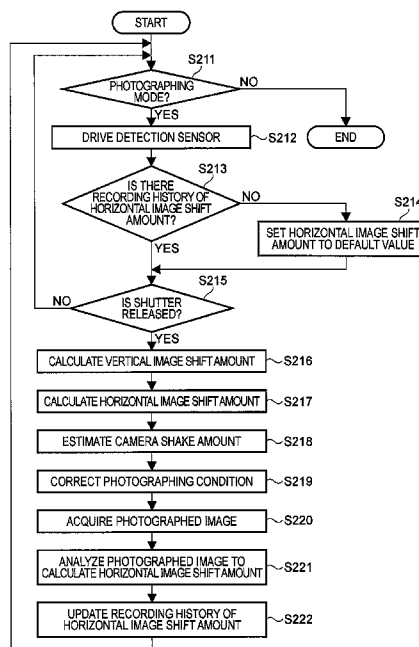 START
S211
PHOTOGRAPHING
MODE?
NO
YES
END
DRIVE DETECTION SENSOR
S212
S213
IS THERE
RECORDING HISTORY OF
HORIZONTAL IMAGE SHIFT
AMOUNT?
NO
YES
S214
SET HORIZONTAL IMAGE SHIFT
AMOUNT TO DEFAULT VALUE
S215
NO
IS SHUTTER
RELEASED?
YES
CALCULATE VERTICAL IMAGE SHIFT AMOUNT
S216
CALCULATE HORIZONTAL IMAGE SHIFT AMOUNT
S217
ESTIMATE CAMERA SHAKE AMOUNT
S218
CORRECT PHOTOGRAPHING CONDITION
S219
ACQUIRE PHOTOGRAPHED IMAGE
S220
ANALYZE PHOTOGRAPHED IMAGE TO
CALCULATE HORIZONTAL IMAGE SHIFT AMOUNT
S221
UPDATE RECORDING HISTORY OF
HORIZONTAL IMAGE SHIFT AMOUNT
S222